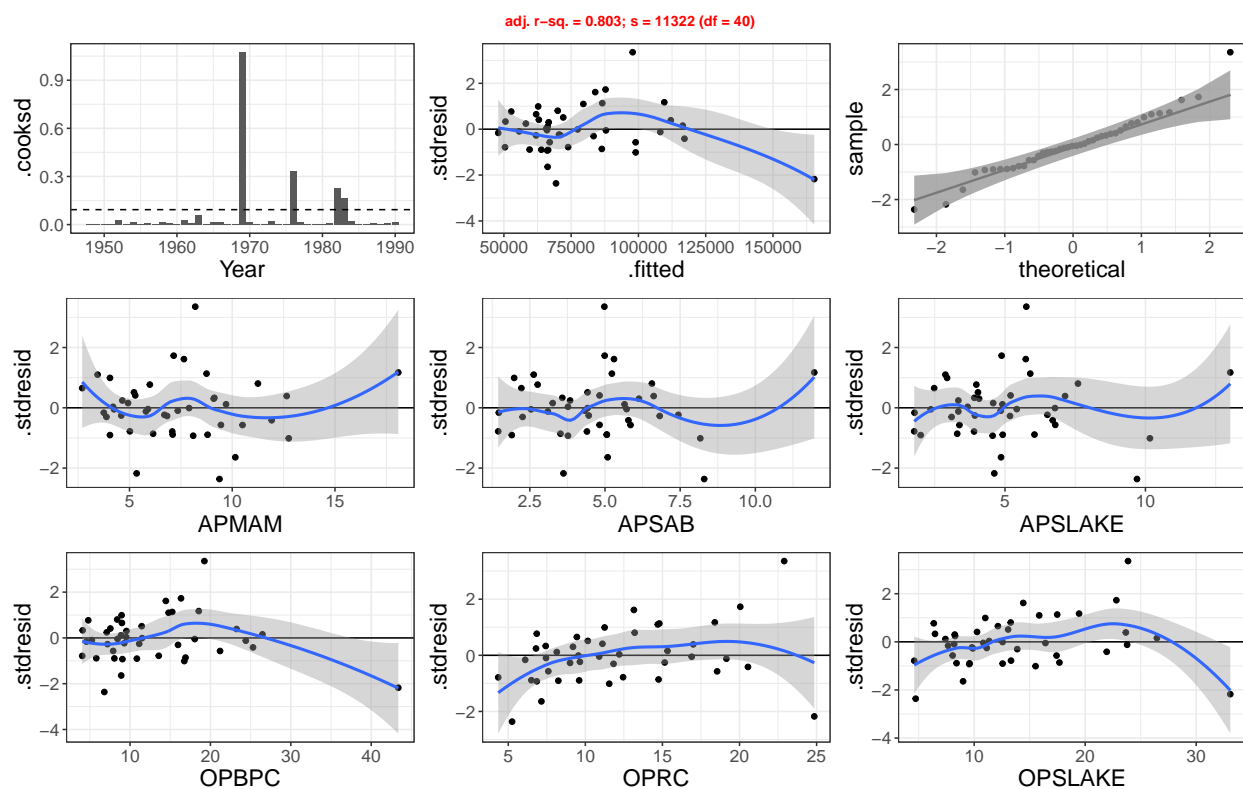 adj. r-sq. = 0.803; s = 11322 (df = 40)
.cooksd
0.9
0.6
0.3
0.0
1950 1960 1970 1980 1990
Year
.stdresid
2
0
−2
−4
50000 75000 100000 125000 150000
.fitted
sample
2
0
−2
−2 −1 0 1 2
theoretical
.stdresid
2
0
−2
5 10 15
APMAM
.stdresid
2
0
−2
2.5 5.0 7.5 10.0
APSAB
.stdresid
2
0
−2
5 10
APSLAKE
.stdresid
2
0
−2
−4
10 20 30 40
OPBPC
.stdresid
2
0
−2
5 10 15 20 25
OPRC
.stdresid
2
0
−2
−4
5 10 15 20 25 30
OPSLAKE